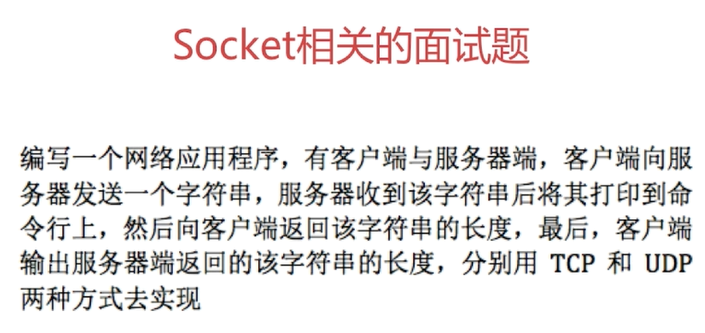 Socket相关的面试题
编写一个网络应用程序，有客户端与服务器端，客户端向服
务器发送一个字符串，服务器收到该字符串后将其打印到命
令行上，然后向客户端返回该字符串的长度，最后，客户端
输出服务器端返回的该字符串的长度，分别用 TCP 和 UDP
两种方式去实现